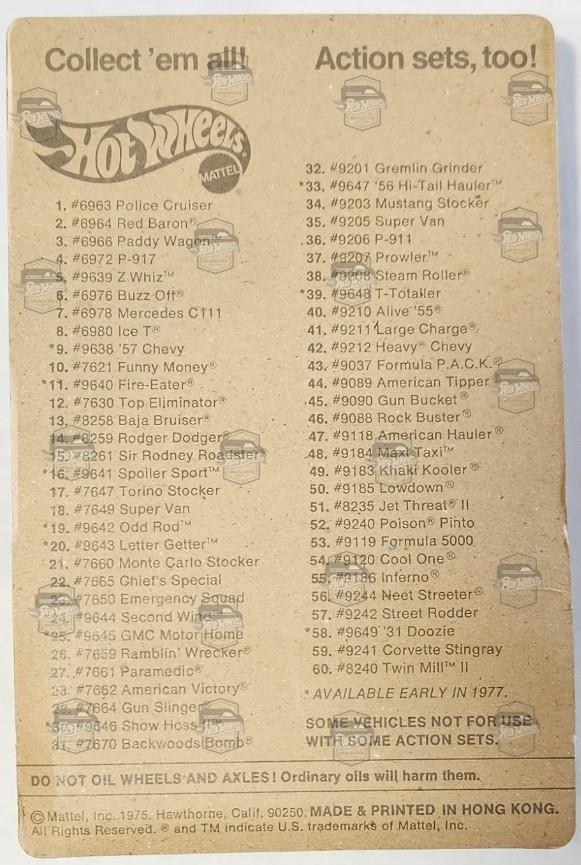 Collect 'em all!
Hot Wheels®
MATTEL
1. #6963 Police Cruiser
2. #6964 Red Baron®
3. #6966 Paddy Wagon™
4. #6972 P-917
5. #9639 Z Whiz™
6. #6976 Buzz Off®
7. #6978 Mercedes C111
8. #6980 Ice T®
*9. #9638 '57 Chevy
10. #7621 Funny Money®
*11. #9640 Fire-Eater®
12. #7630 Top Eliminator®
13. #8258 Baja Bruiser®
14. #8259 Rodger Dodger®
15. #8261 Sir Rodney Roadster®
*16. #9641 Spoiler Sport™
17. #7647 Torino Stocker
18. #7649 Super Van
*19. #9642 Odd Rod™
*20. #9643 Letter Getter™
21. #7660 Monte Carlo Stocker
22. #7665 Chief's Special
23. #7650 Emergency Squad
24. #9644 Second Wind™
*25. #9645 GMC Motor Home
26. #7659 Ramblin' Wrecker®
27. #7661 Paramedic®
28. #7662 American Victory®
29. #7664 Gun Slinger®
*30. #9646 Show Hoss II™
31. #7670 Backwoods Bomb®
Action sets, too!
32. #9201 Gremlin Grinder
*33. #9647 '56 Hi-Tail Hauler™
34. #9203 Mustang Stocker
35. #9205 Super Van
36. #9206 P-911
37. #9207 Prowler™
38. #9208 Steam Roller®
*39. #9648 T-Totaller
40. #9210 Alive '55®
41. #9211 Large Charge®
42. #9212 Heavy® Chevy
43. #9037 Formula P.A.C.K.®
44. #9089 American Tipper
45. #9090 Gun Bucket®
46. #9088 Rock Buster®
47. #9118 American Hauler®
48. #9184 Maxi Taxi™
49. #9183 Khaki Kooler®
50. #9185 Lowdown®
51. #8235 Jet Threat® II
52. #9240 Poison® Pinto
53. #9119 Formula 5000
54. #9120 Cool One®
55. #9186 Inferno®
56. #9244 Neet Streeter®
57. #9242 Street Rodder
*58. #9649 '31 Doozie
59. #9241 Corvette Stingray
60. #8240 Twin Mill™ II
*AVAILABLE EARLY IN 1977.
SOME VEHICLES NOT FOR USE
WITH SOME ACTION SETS.
DO NOT OIL WHEELS AND AXLES! Ordinary oils will harm them.
©Mattel, Inc. 1975. Hawthorne, Calif. 90250. MADE & PRINTED IN HONG KONG.
All Rights Reserved. ® and TM indicate U.S. trademarks of Mattel, Inc.